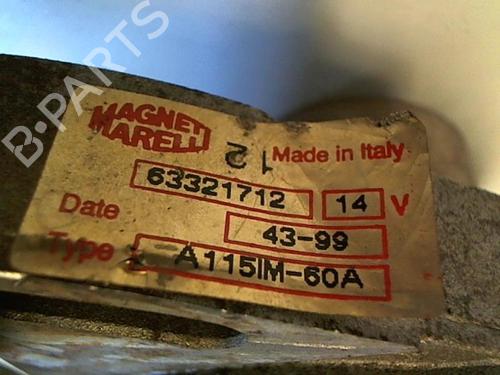 B·PARTS
MAGNETI
MARELLI
12
Made in Italy
63321712 14 V
Date 43-99
Type A115IM-60A